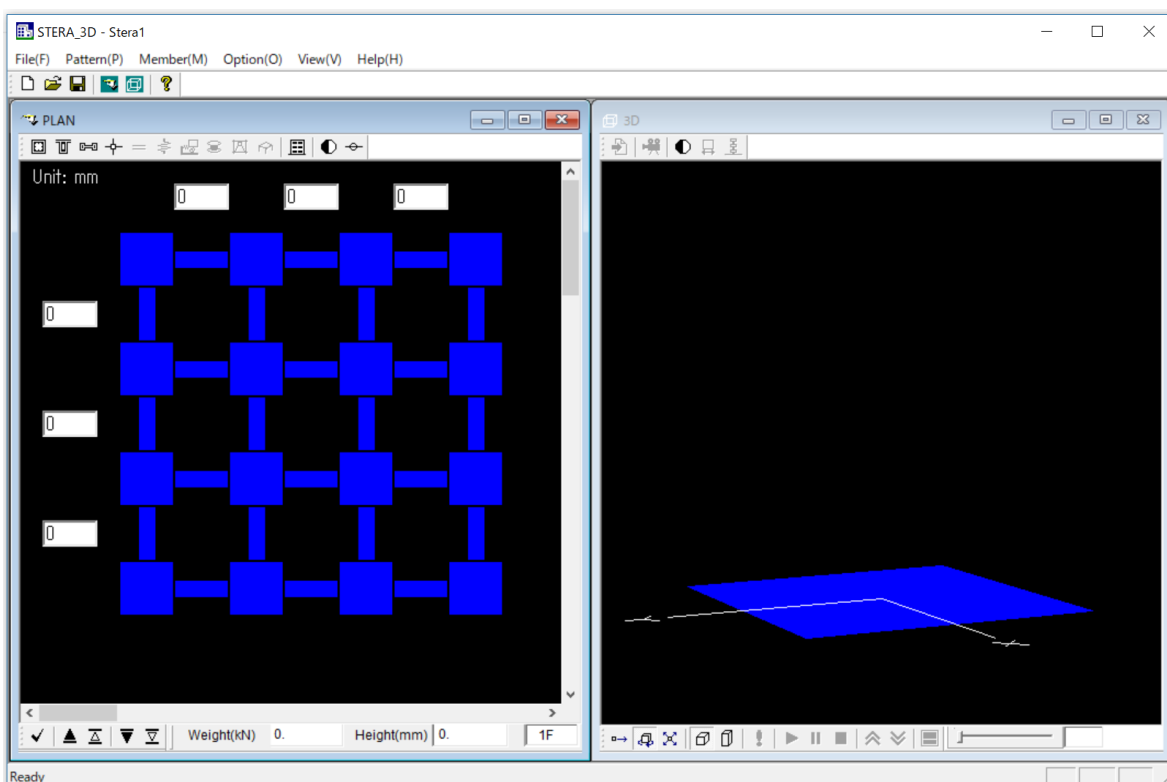 STERA_3D - Stera1
File(F) Pattern(P) Member(M) Option(O) View(V) Help(H)
PLAN
3D
Unit: mm
0 0 0
0
0
0
Weight(kN) 0. Height(mm) 0. 1F
Ready